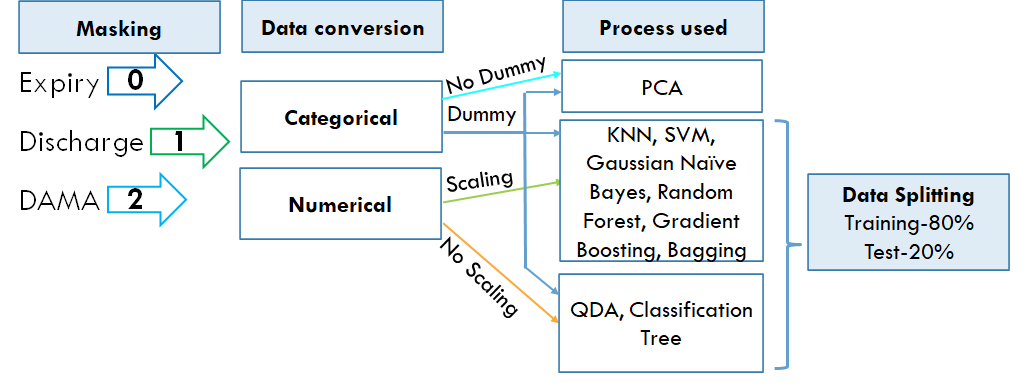 Masking
Data conversion
Process used
Expiry 0
Discharge 1
DAMA 2
Categorical
Numerical
No Dummy
Dummy
Scaling
No Scaling
PCA
KNN, SVM,
Gaussian Naïve
Bayes, Random
Forest, Gradient
Boosting, Bagging
QDA, Classification
Tree
Data Splitting
Training-80%
Test-20%